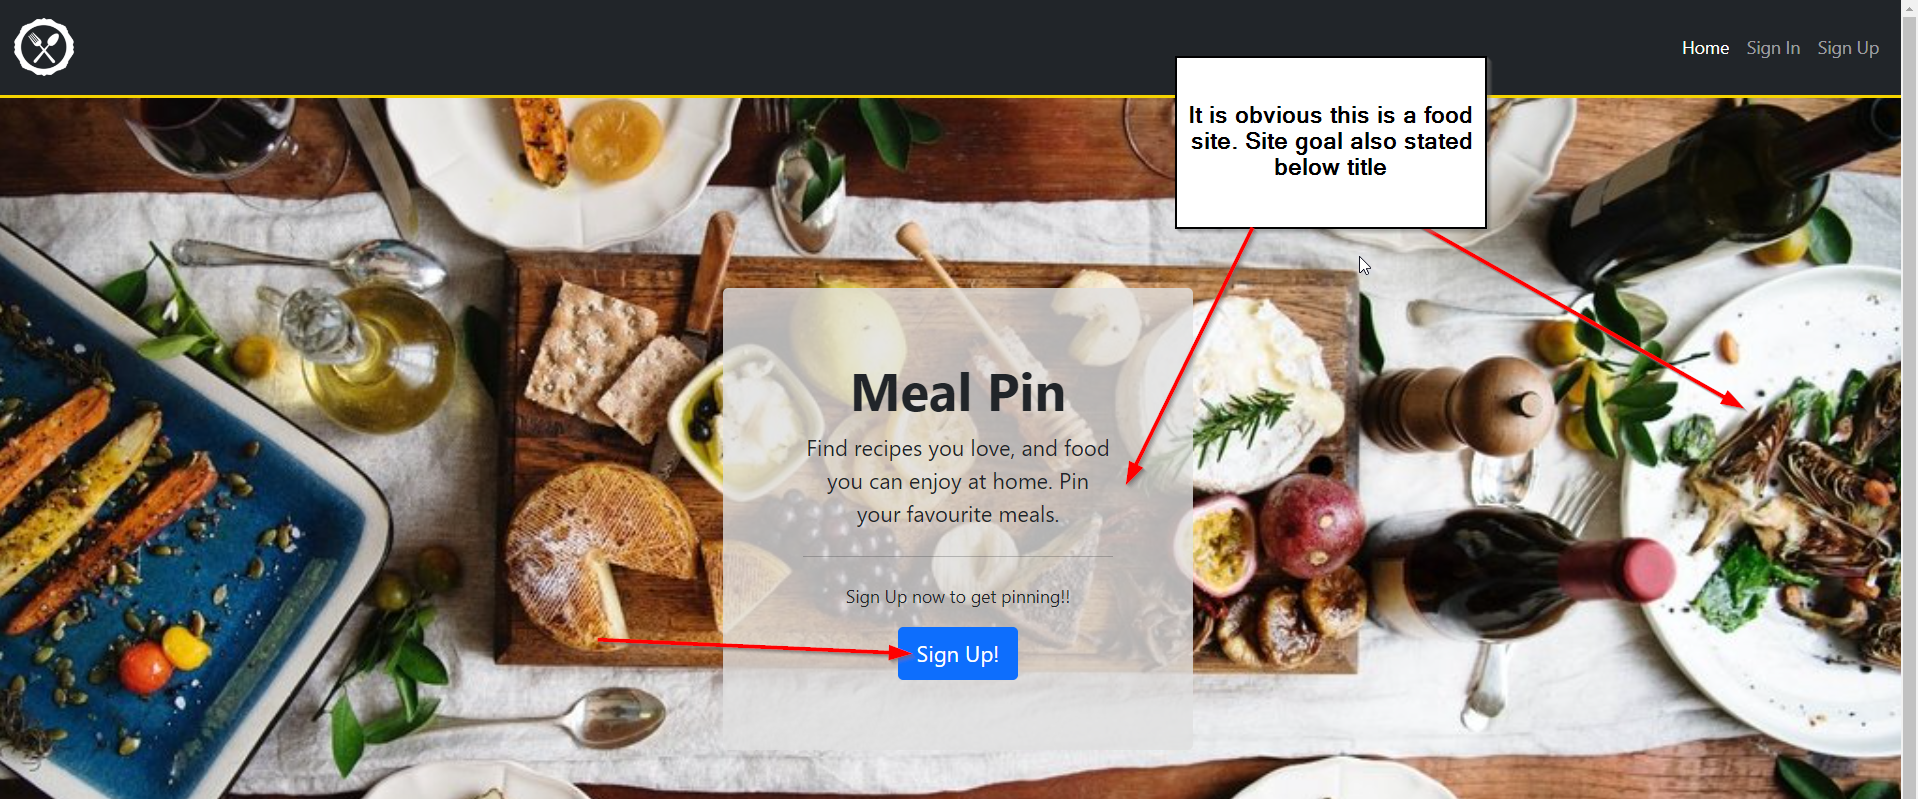 Home Sign In Sign Up
It is obvious this is a food
site. Site goal also stated
below title
Meal Pin
Find recipes you love, and food
you can enjoy at home. Pin
your favourite meals.
Sign Up now to get pinning!!
Sign Up!